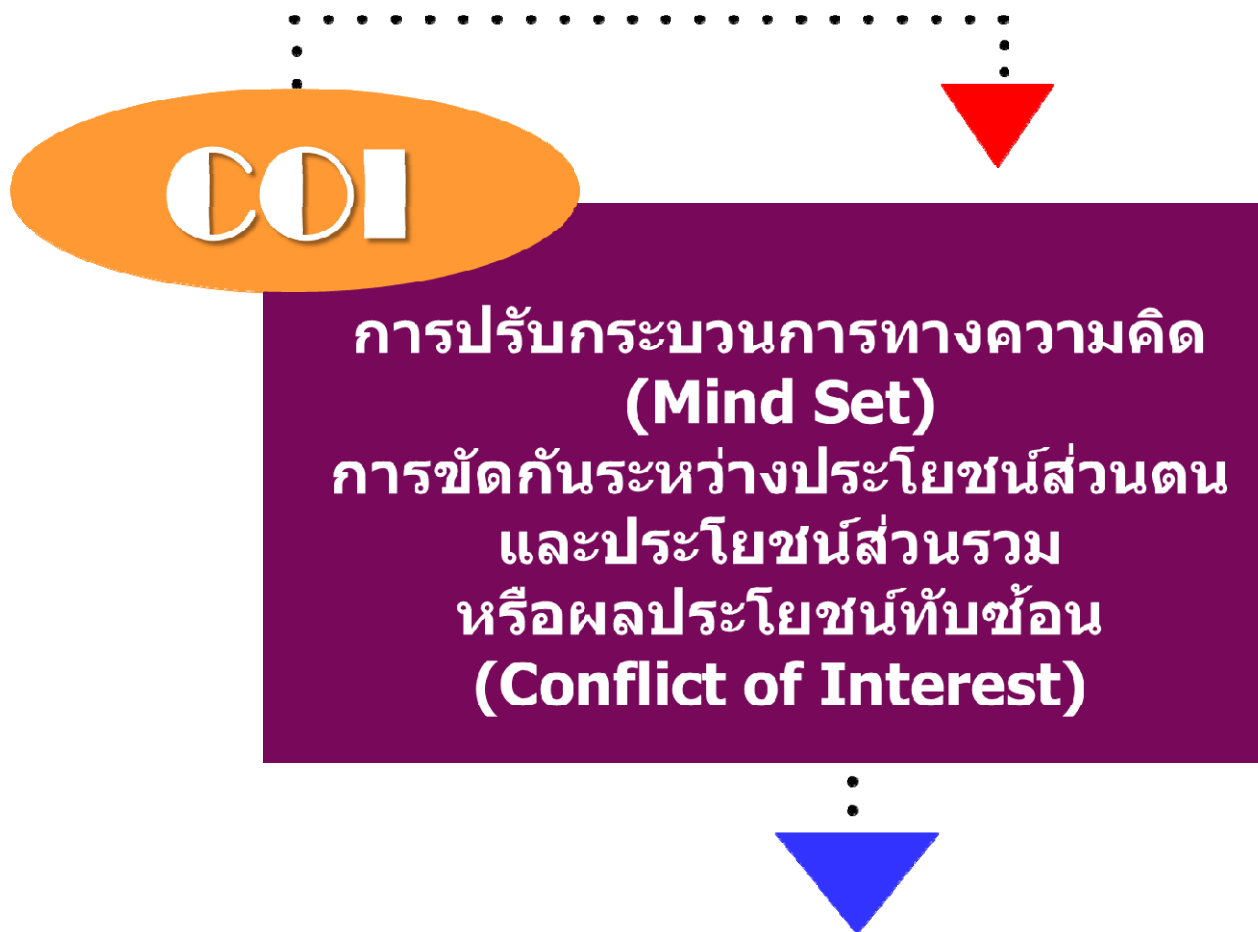 COI
การปรับกระบวนการทางความคิด
(Mind Set)
การขัดกันระหว่างประโยชน์ส่วนตน
และประโยชน์ส่วนรวม
หรือผลประโยชน์ทับซ้อน
(Conflict of Interest)